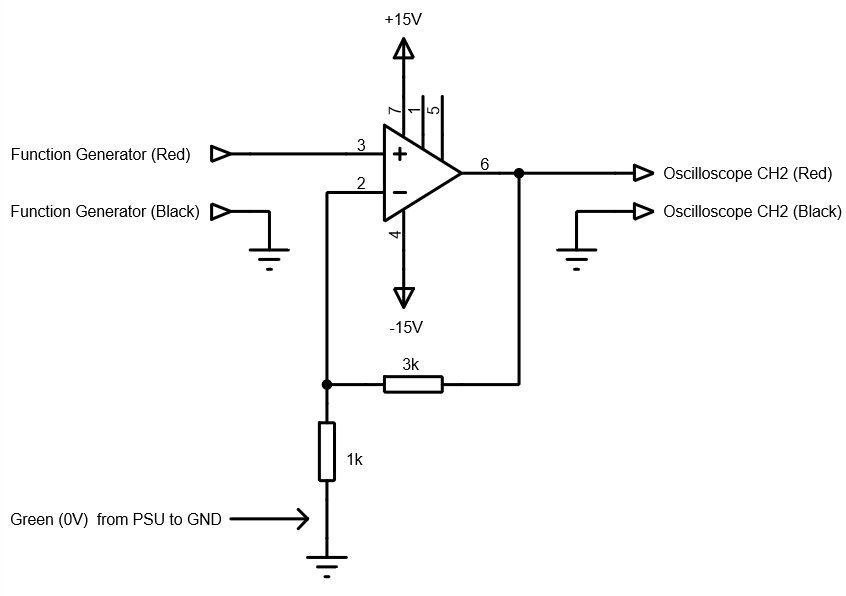 +15V
7
1
5
Function Generator (Red)
3
+
6
Oscilloscope CH2 (Red)
2
−
Function Generator (Black)
Oscilloscope CH2 (Black)
4
-15V
3k
1k
Green (0V)  from PSU to GND